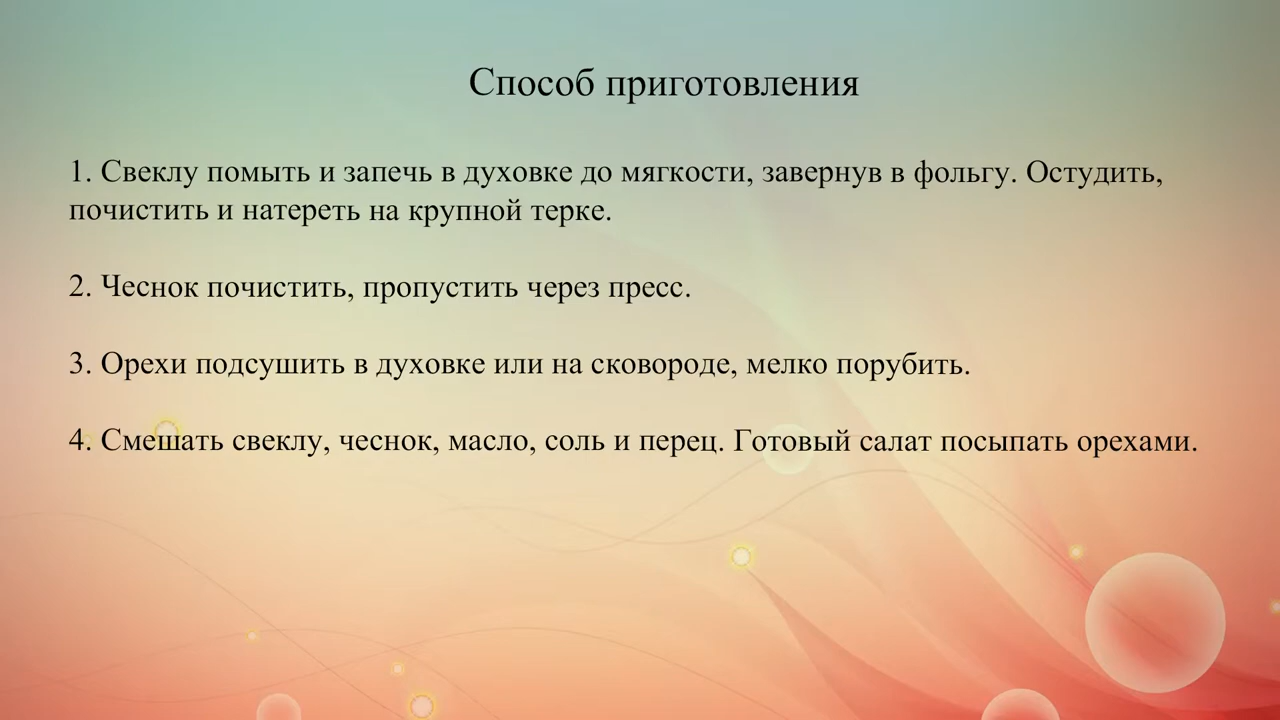 Способ приготовления
1. Свеклу помыть и запечь в духовке до мягкости, завернув в фольгу. Остудить,
почистить и натереть на крупной терке.
2. Чеснок почистить, пропустить через пресс.
3. Орехи подсушить в духовке или на сковороде, мелко порубить.
4. Смешать свеклу, чеснок, масло, соль и перец. Готовый салат посыпать орехами.